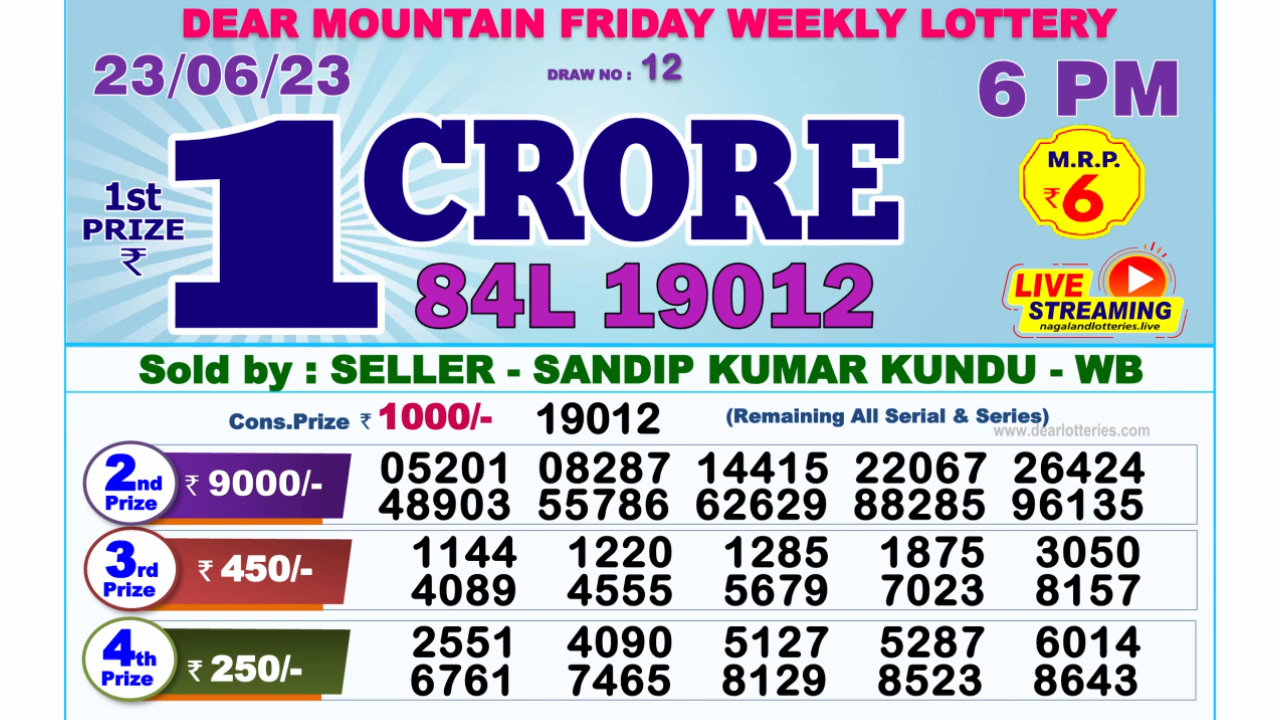 DEAR MOUNTAIN FRIDAY WEEKLY LOTTERY
23/06/23
DRAW NO : 12
6 PM
1st
PRIZE
₹
1 CRORE
84L 19012
M.R.P.
₹6
LIVE
STREAMING
nagalandlotteries.live
Sold by : SELLER - SANDIP KUMAR KUNDU - WB
Cons.Prize ₹ 1000/- 19012 (Remaining All Serial & Series)
www.dearlotteries.com
2nd Prize ₹ 9000/-
05201 08287 14415 22067 26424
48903 55786 62629 88285 96135
3rd Prize ₹ 450/-
1144 1220 1285 1875 3050
4089 4555 5679 7023 8157
4th Prize ₹ 250/-
2551 4090 5127 5287 6014
6761 7465 8129 8523 8643